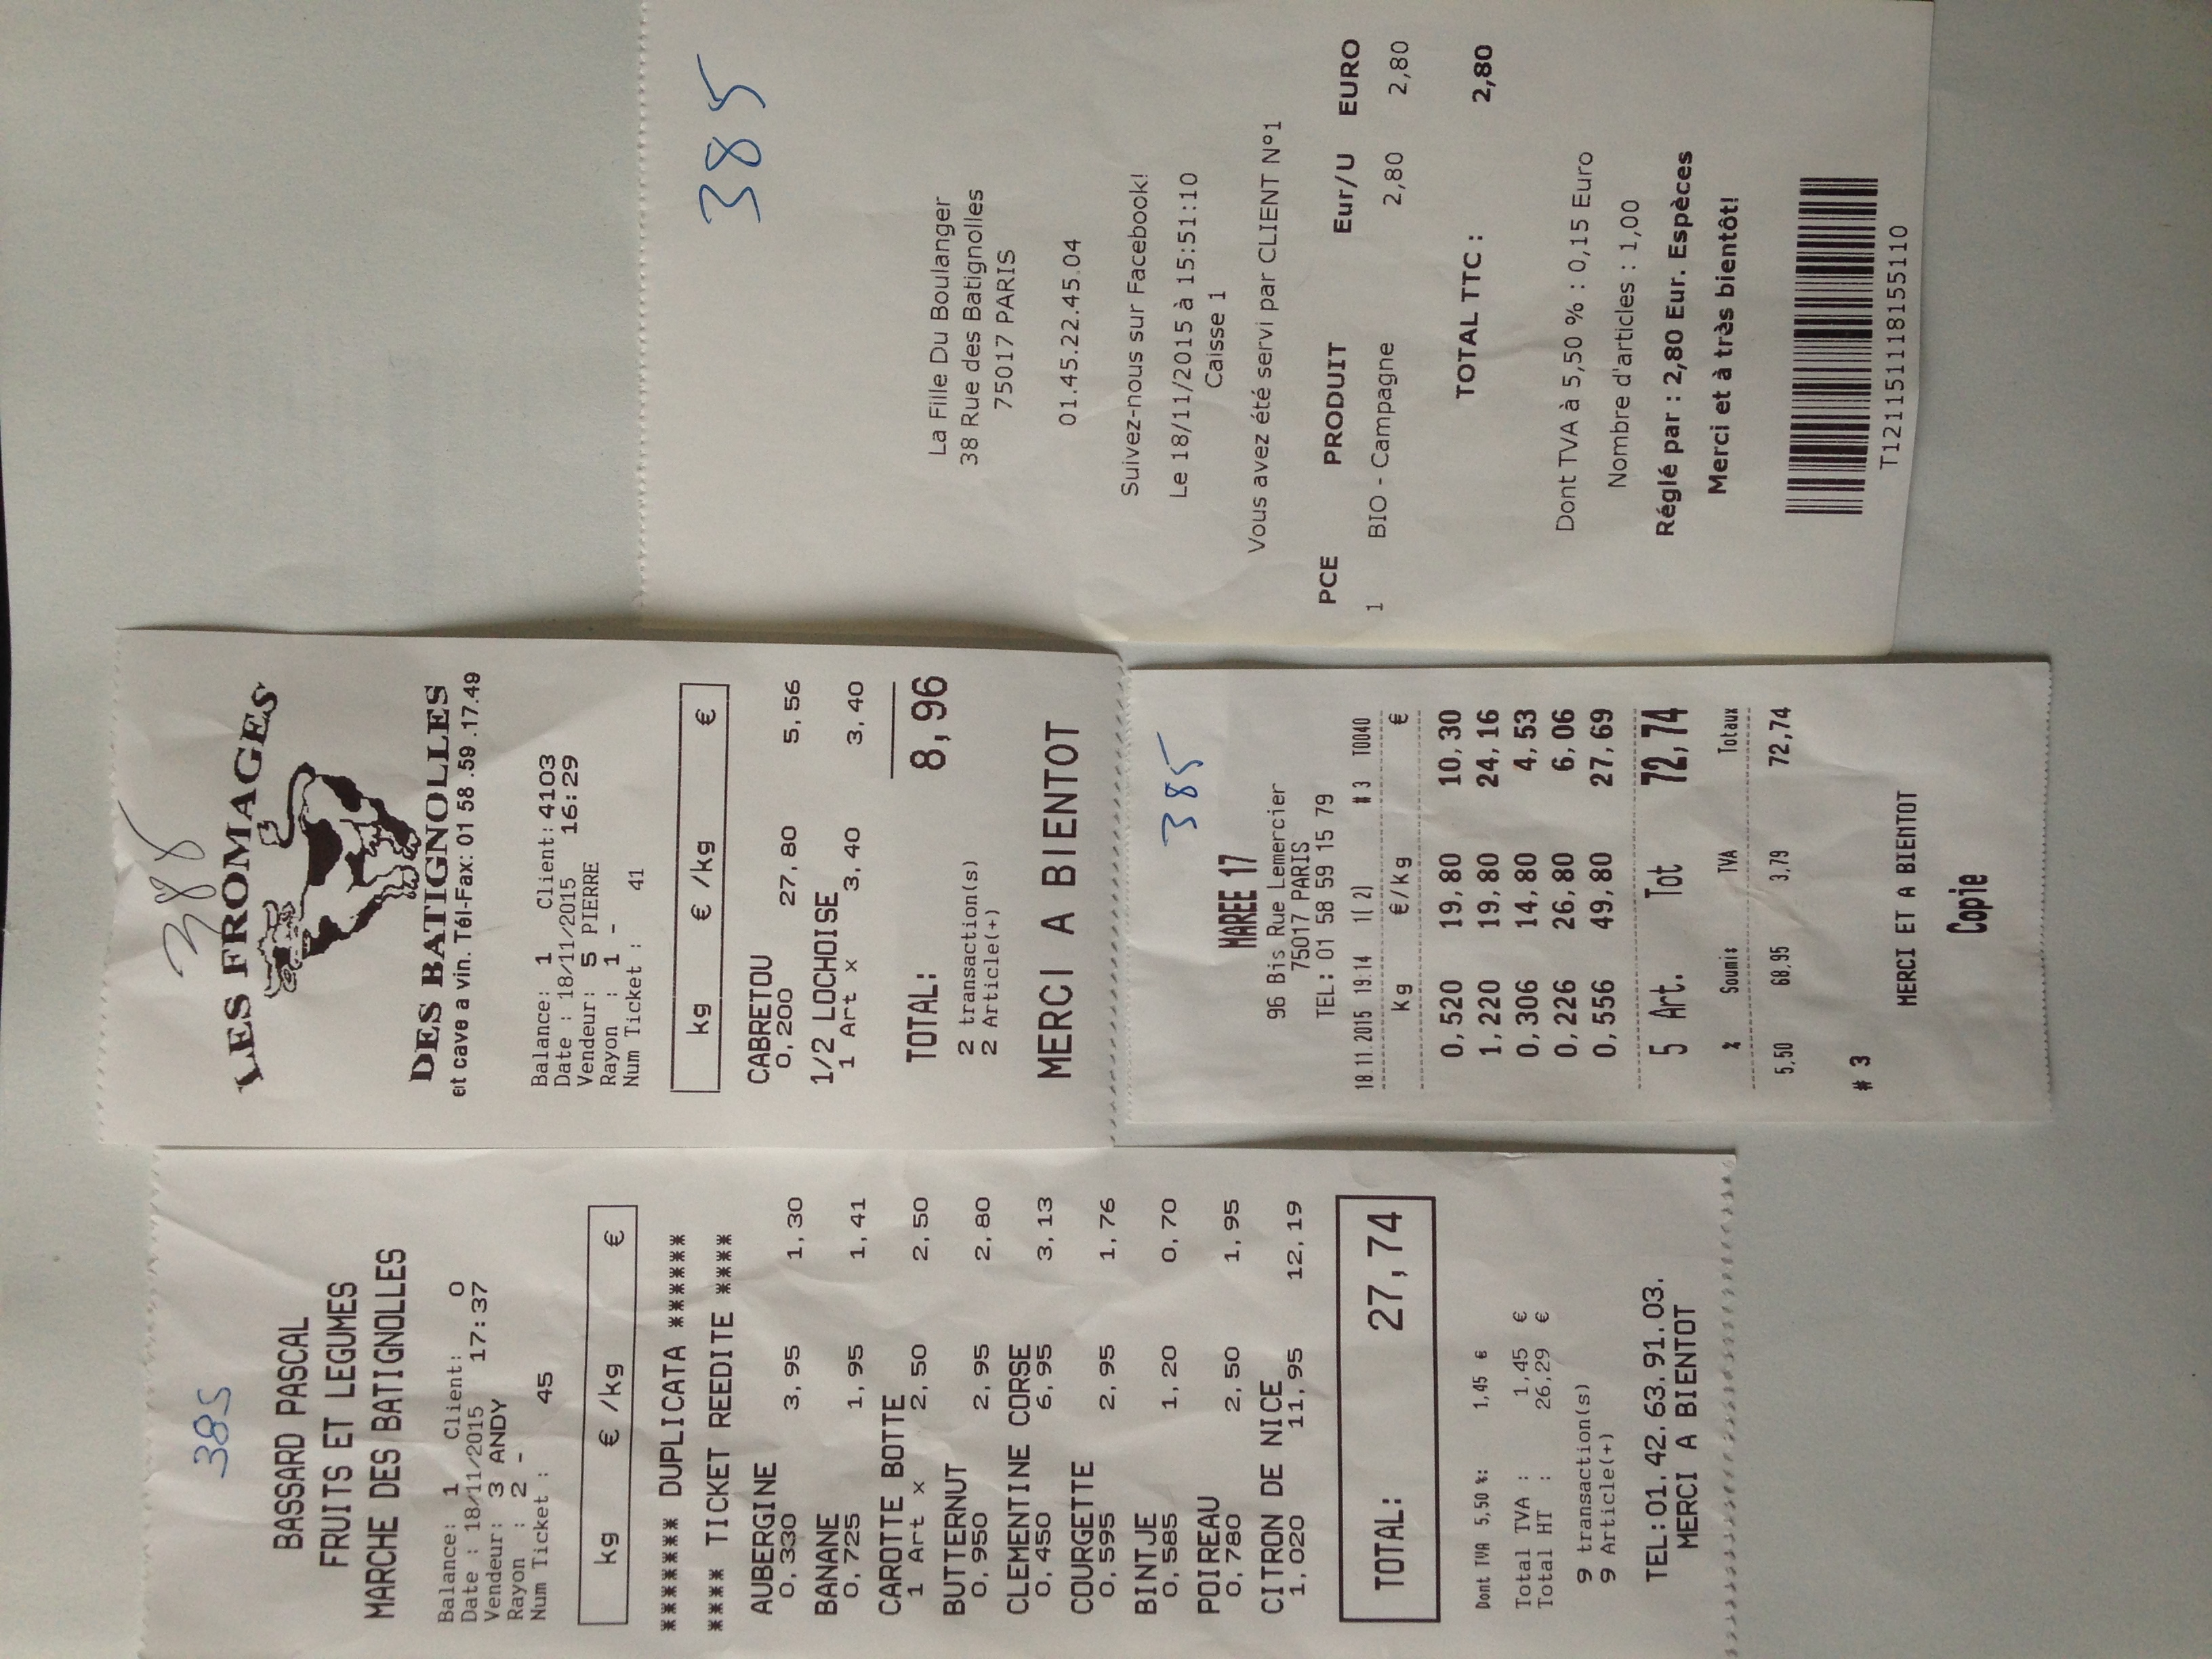 385
BASSARD PASCAL
FRUITS ET LEGUMES
MARCHE DES BATIGNOLLES
Balance: 1 Client: 0
Date : 18/11/2015 17:37
Vendeur: 3 ANDY
Rayon : 2 -
Num Ticket : 45
kg € /kg €
******* DUPLICATA ******
**** TICKET REEDITE ****
AUBERGINE
0,330 3,95 1,30
BANANE
0,725 1,95 1,41
CAROTTE BOTTE
1 Art x 2,50 2,50
BUTTERNUT
0,950 2,95 2,80
CLEMENTINE CORSE
0,450 6,95 3,13
COURGETTE
0,595 2,95 1,76
BINTJE
0,585 1,20 0,70
POIREAU
0,780 2,50 1,95
CITRON DE NICE
1,020 11,95 12,19
TOTAL: 27,74
Dont TVA 5,50 %: 1,45 €
Total TVA : 1,45 €
Total HT : 26,29 €
9 transaction(s)
9 Article(+)
TEL:01.42.63.91.03.
MERCI A BIENTOT
388
LES FROMAGES
DES BATIGNOLLES
et cave a vin. Tél-Fax: 01 58 .59 .17.49
Balance: 1 Client: 4103
Date : 18/11/2015 16:29
Vendeur: 5 PIERRE
Rayon : 1 -
Num Ticket : 41
kg € /kg €
CABRETOU
0,200 27,80 5,56
1/2 LOCHOISE
1 Art x 3,40 3,40
TOTAL: 8,96
2 transaction(s)
2 Article(+)
MERCI A BIENTOT
385
MAREE 17
96 Bis Rue Lemercier
75017 PARIS
TEL: 01 58 59 15 79
18.11.2015 19:14 1( 2) # 3 T0040
kg €/kg €
0,520 19,80 10,30
1,220 19,80 24,16
0,306 14,80 4,53
0,226 26,80 6,06
0,556 49,80 27,69
5 Art. Tot 72,74
% Soumis TVA Totaux
5,50 68,95 3,79 72,74
# 3
MERCI ET A BIENTOT
Copie
385
La Fille Du Boulanger
38 Rue des Batignolles
75017 PARIS
01.45.22.45.04
Suivez-nous sur Facebook!
Le 18/11/2015 à 15:51:10
Caisse 1
Vous avez été servi par CLIENT N°1
PCE PRODUIT Eur/U EURO
1 BIO - Campagne 2,80 2,80
TOTAL TTC : 2,80
Dont TVA à 5,50 % : 0,15 Euro
Nombre d'articles : 1,00
Réglé par : 2,80 Eur. Espèces
Merci et à très bientôt!
T121151118155110